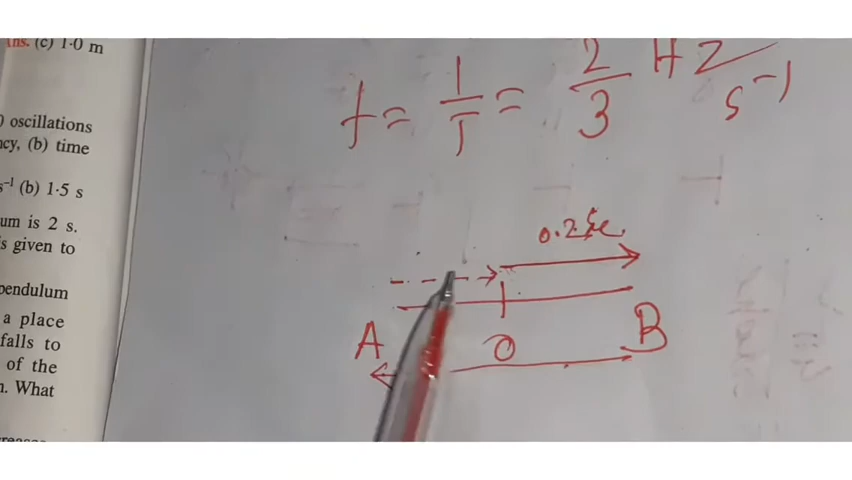 ns. (c) 1·0 m
0 oscillations
ncy, (b) time
s⁻¹ (b) 1·5 s
um is 2 s.
s given to
pendulum
a place
falls to
of the
n. What
f = 1/T = 2/3 Hz
s⁻¹
A O B